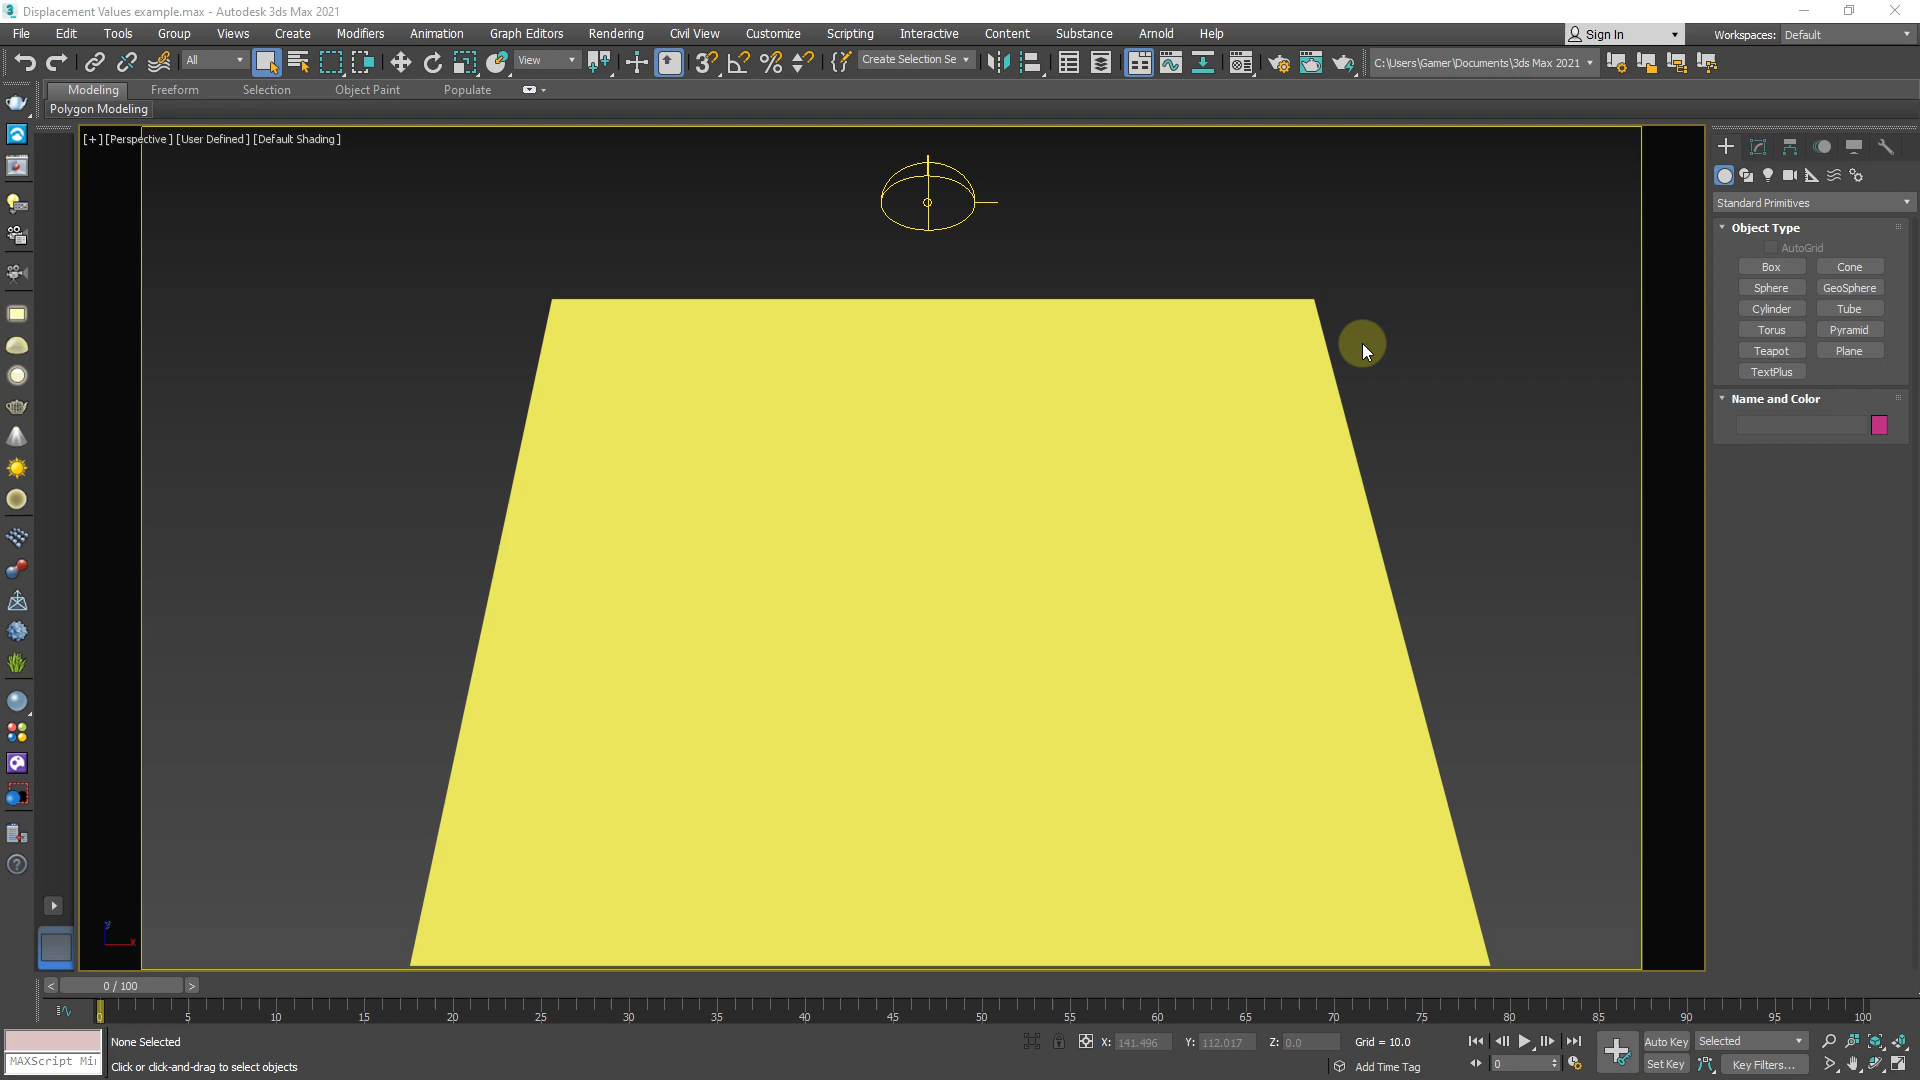 Displacement Values example.max - Autodesk 3ds Max 2021
File Edit Tools Group Views Create Modifiers Animation Graph Editors Rendering Civil View Customize Scripting Interactive Content Substance Arnold Help Sign In Workspaces: Default
All View Create Selection Se C:\Users\Gamer\Documents\3ds Max 2021
Modeling Freeform Selection Object Paint Populate
Polygon Modeling
[+] [Perspective] [User Defined] [Default Shading]
Standard Primitives
Object Type
AutoGrid
Box Cone
Sphere GeoSphere
Cylinder Tube
Torus Pyramid
Teapot Plane
TextPlus
Name and Color
< 0 / 100 >
0 5 10 15 20 25 30 35 40 45 50 55 60 65 70 75 80 85 90 95 100
None Selected X: 141.496 Y: 112.017 Z: 0.0 Grid = 10.0 Auto Key Selected
MAXScript Mi Click or click-and-drag to select objects Add Time Tag 0 Set Key Key Filters...